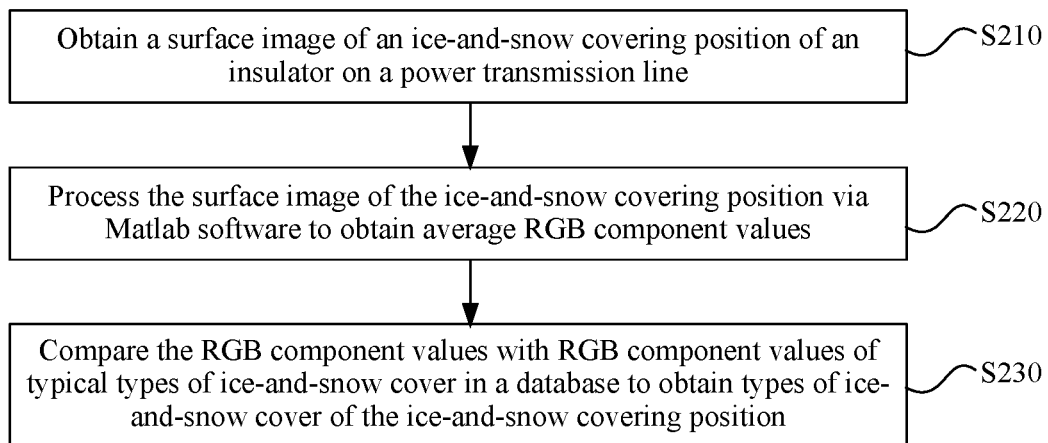 Obtain a surface image of an ice-and-snow covering position of an
insulator on a power transmission line
S210
Process the surface image of the ice-and-snow covering position via
Matlab software to obtain average RGB component values
S220
Compare the RGB component values with RGB component values of
typical types of ice-and-snow cover in a database to obtain types of ice-
and-snow cover of the ice-and-snow covering position
S230